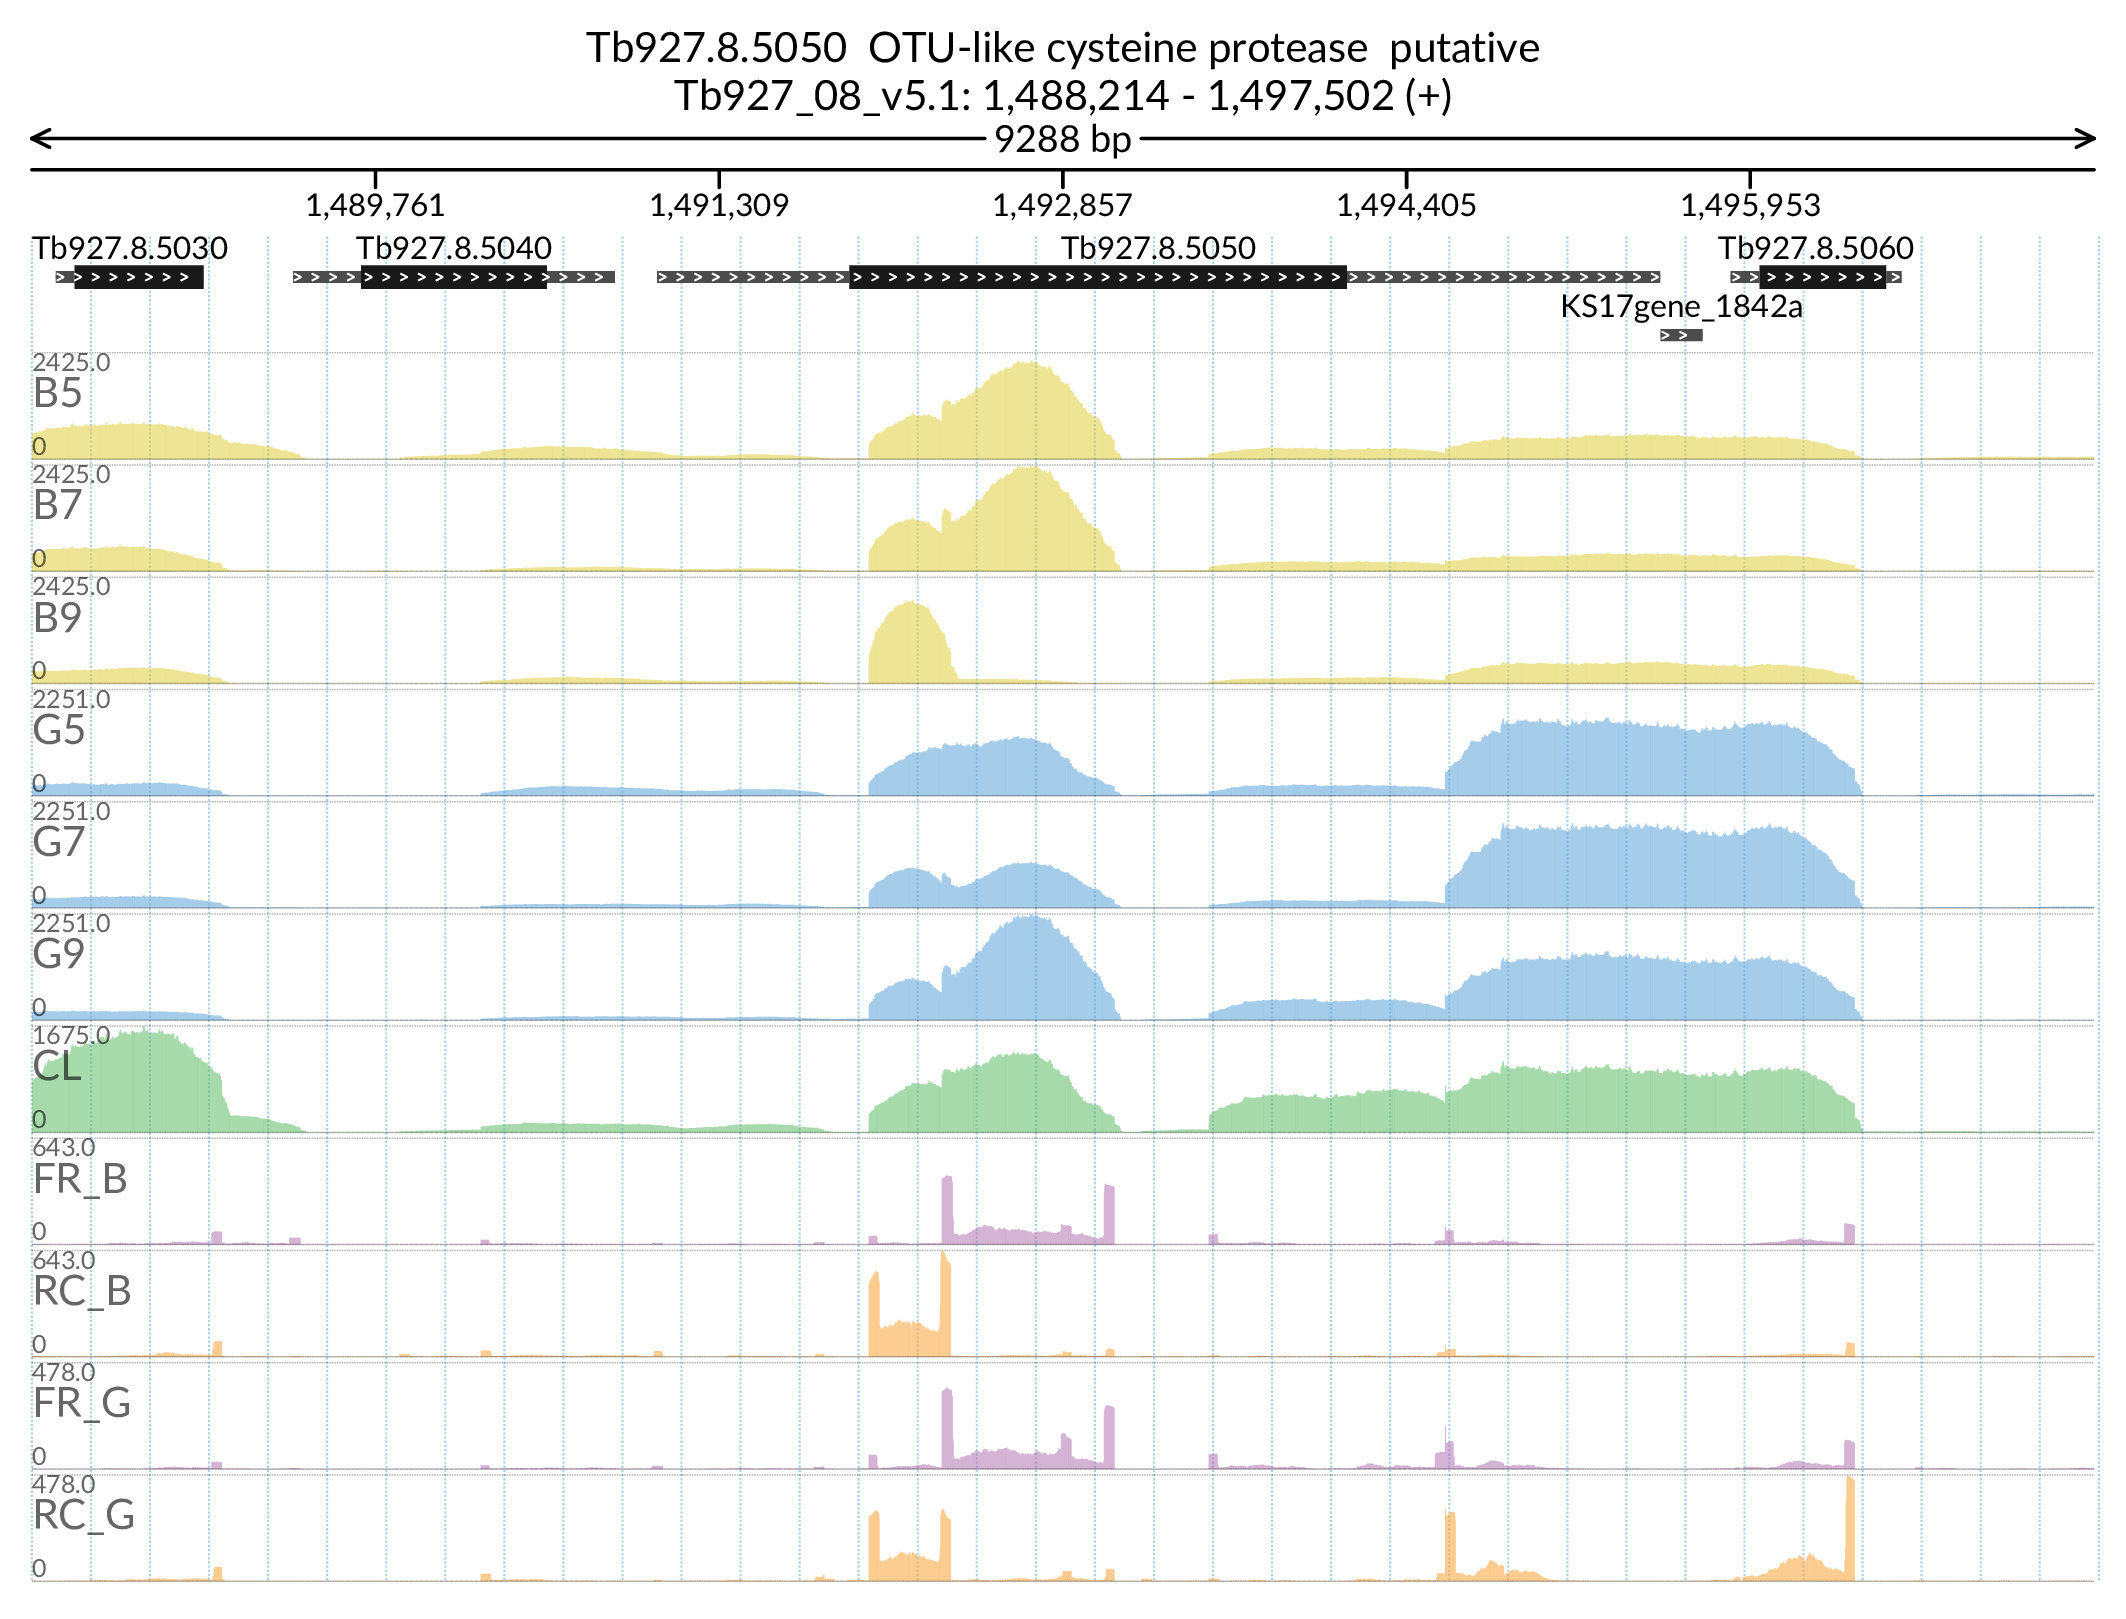 Tb927.8.5050 OTU-like cysteine protease putative
Tb927_08_v5.1: 1,488,214 - 1,497,502 (+)
9288 bp
1,489,761 1,491,309 1,492,857 1,494,405 1,495,953
Tb927.8.5030 Tb927.8.5040 Tb927.8.5050 Tb927.8.5060
KS17gene_1842a
2425.0
B5
0
2425.0
B7
0
2425.0
B9
0
2251.0
G5
0
2251.0
G7
0
2251.0
G9
0
1675.0
CL
0
643.0
FR_B
0
643.0
RC_B
0
478.0
FR_G
0
478.0
RC_G
0